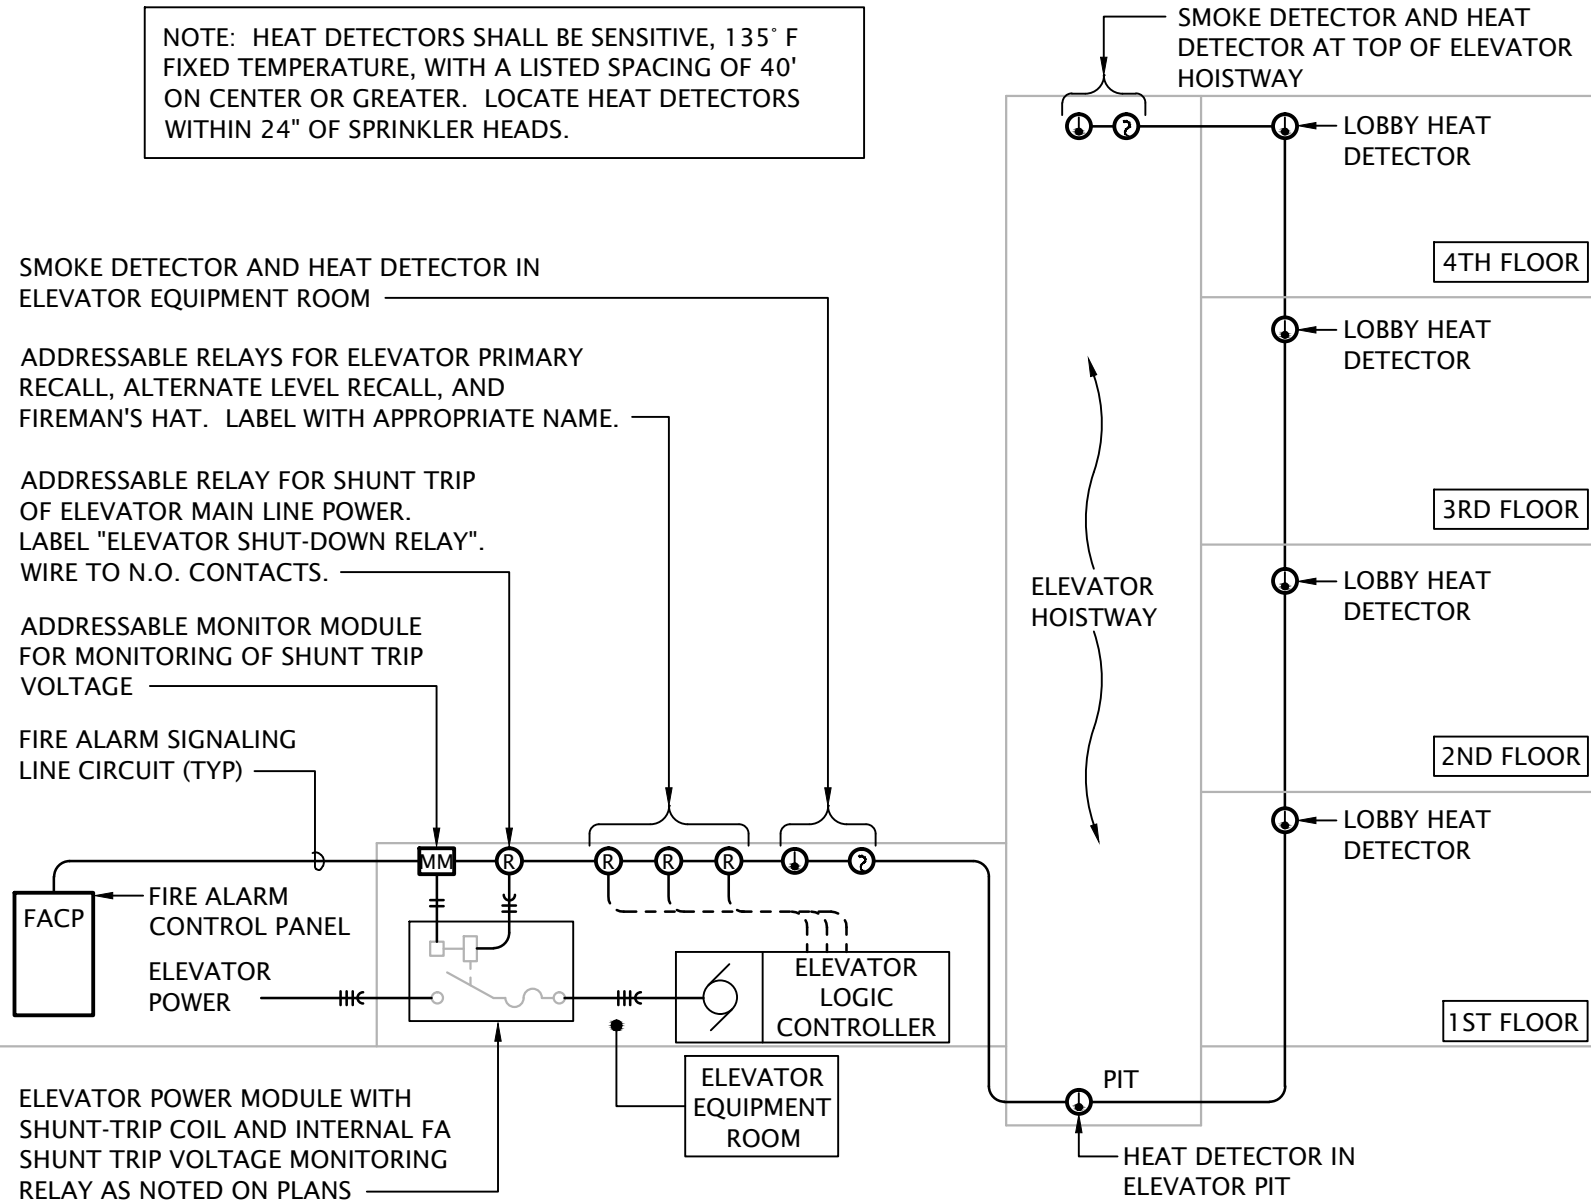 NOTE:  HEAT DETECTORS SHALL BE SENSITIVE, 135° F
FIXED TEMPERATURE, WITH A LISTED SPACING OF 40'
ON CENTER OR GREATER.  LOCATE HEAT DETECTORS
WITHIN 24" OF SPRINKLER HEADS.
SMOKE DETECTOR AND HEAT
DETECTOR AT TOP OF ELEVATOR
HOISTWAY
LOBBY HEAT
DETECTOR
4TH FLOOR
SMOKE DETECTOR AND HEAT DETECTOR IN
ELEVATOR EQUIPMENT ROOM
ADDRESSABLE RELAYS FOR ELEVATOR PRIMARY
RECALL, ALTERNATE LEVEL RECALL, AND
FIREMAN'S HAT.  LABEL WITH APPROPRIATE NAME.
LOBBY HEAT
DETECTOR
3RD FLOOR
ADDRESSABLE RELAY FOR SHUNT TRIP
OF ELEVATOR MAIN LINE POWER.
LABEL "ELEVATOR SHUT-DOWN RELAY".
WIRE TO N.O. CONTACTS.
ELEVATOR
HOISTWAY
LOBBY HEAT
DETECTOR
2ND FLOOR
ADDRESSABLE MONITOR MODULE
FOR MONITORING OF SHUNT TRIP
VOLTAGE
FIRE ALARM SIGNALING
LINE CIRCUIT (TYP)
LOBBY HEAT
DETECTOR
1ST FLOOR
MM
R
R
R
R
FACP
FIRE ALARM
CONTROL PANEL
ELEVATOR
POWER
ELEVATOR
LOGIC
CONTROLLER
ELEVATOR
EQUIPMENT
ROOM
PIT
HEAT DETECTOR IN
ELEVATOR PIT
ELEVATOR POWER MODULE WITH
SHUNT-TRIP COIL AND INTERNAL FA
SHUNT TRIP VOLTAGE MONITORING
RELAY AS NOTED ON PLANS